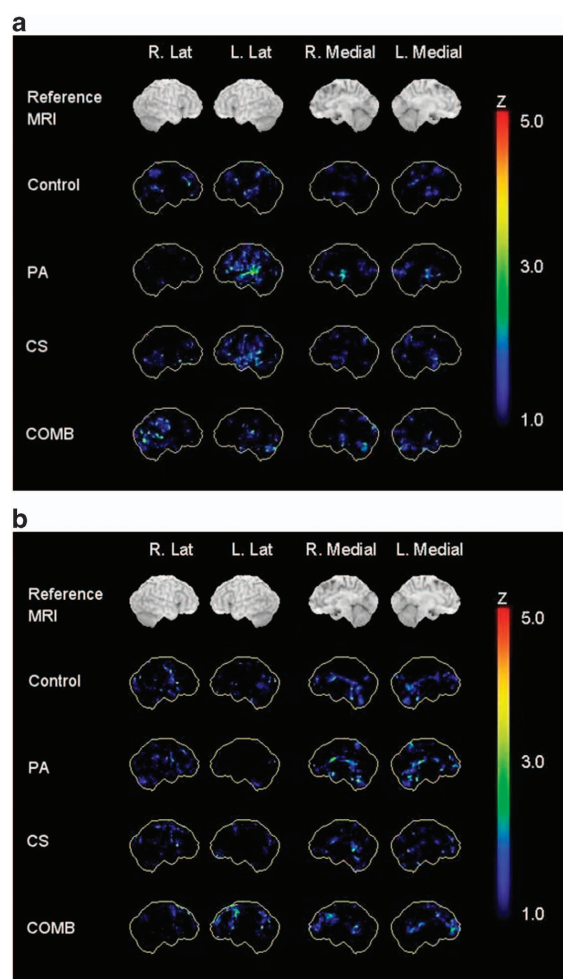 a
R. Lat L. Lat R. Medial L. Medial
Reference
MRI
Z
5.0
Control
PA
3.0
CS
COMB
1.0
b
R. Lat L. Lat R. Medial L. Medial
Reference
MRI
Z
5.0
Control
PA
3.0
CS
COMB
1.0